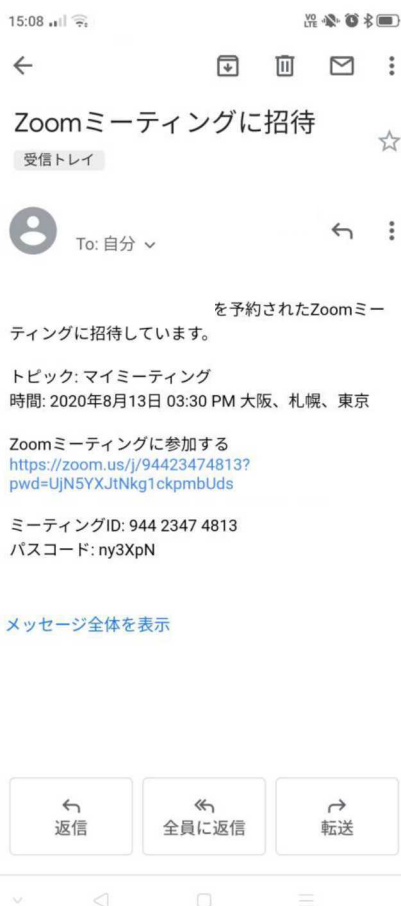 15:08
VO
LTE
Zoomミーティングに招待
受信トレイ
To: 自分
を予約されたZoomミー
ティングに招待しています。
トピック: マイミーティング
時間: 2020年8月13日 03:30 PM 大阪、札幌、東京
Zoomミーティングに参加する
https://zoom.us/j/94423474813?
pwd=UjN5YXJtNkg1ckpmbUds
ミーティングID: 944 2347 4813
パスコード: ny3XpN
メッセージ全体を表示
返信
全員に返信
転送